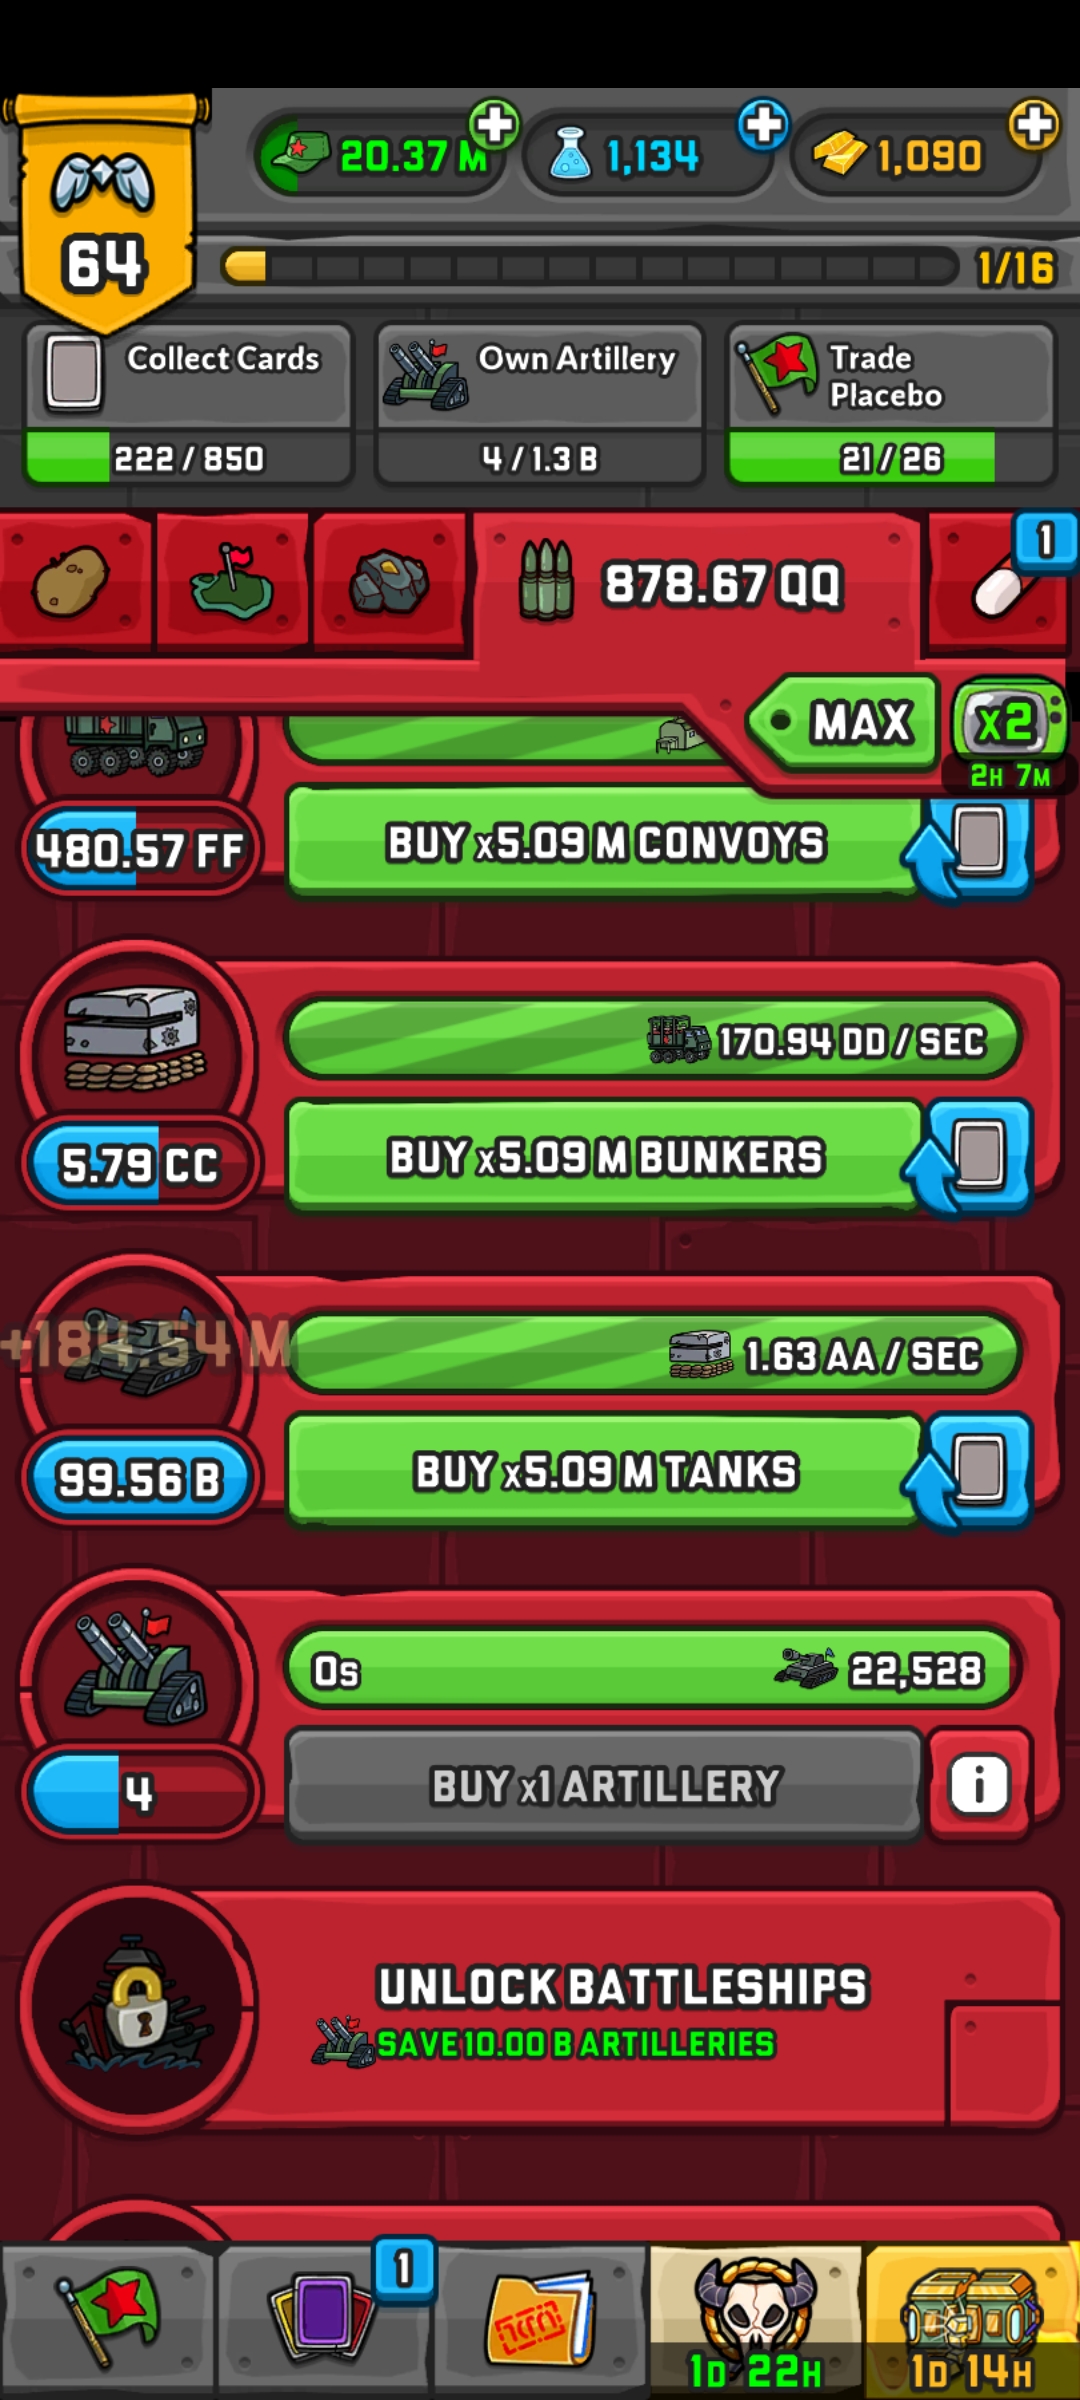 20.37 M
1,134
1,090
64
1/16
Collect Cards
222 / 850
Own Artillery
4 / 1.3 B
Trade
Placebo
21 / 26
878.67 QQ
1
MAX
x2
2H 7M
480.57 FF
BUY x5.09 M CONVOYS
170.94 DD / SEC
5.79 CC
BUY x5.09 M BUNKERS
+184.54 M
1.63 AA / SEC
99.56 B
BUY x5.09 M TANKS
0s
22,528
4
BUY x1 ARTILLERY
i
UNLOCK BATTLESHIPS
SAVE 10.00 B ARTILLERIES
1
1D 22H
1D 14H